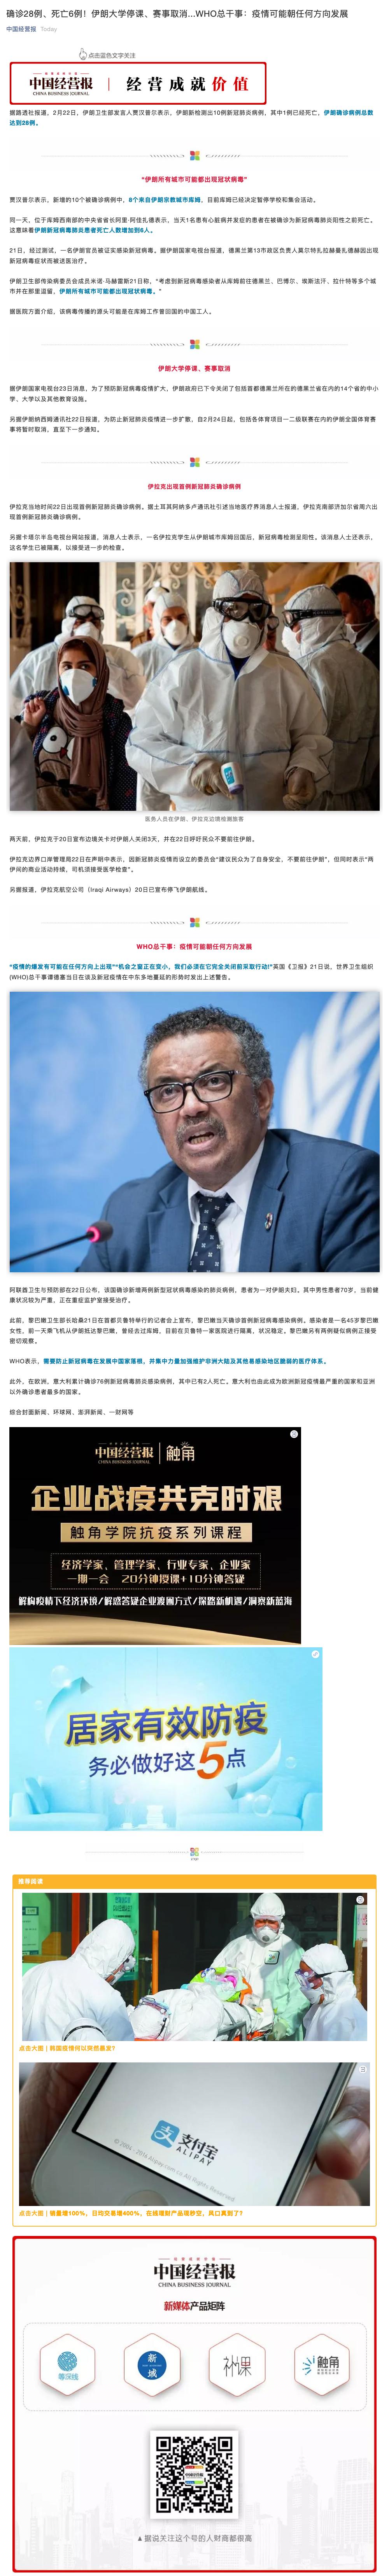 确诊28例、死亡6例！伊朗大学停课、赛事取消...WHO总干事：疫情可能朝任何方向发展
中国经营报 Today
点击蓝色文字关注
中国经营报
CHINA BUSINESS JOURNAL
经营成就价值
据路透社报道，2月22日，伊朗卫生部发言人贾汉普尔表示，伊朗新检测出10例新冠肺炎病例，其中1例已经死亡，伊朗确诊病例总数
达到28例。
“伊朗所有城市可能都出现冠状病毒”
贾汉普尔表示，新增的10个被确诊病例中，8个来自伊朗宗教城市库姆，目前库姆已经决定暂停学校和集会活动。
同一天，位于库姆西南部的中央省省长阿里·阿佳扎德表示，当天1名患有心脏病并发症的患者在被确诊为新冠病毒肺炎阳性之前死亡。
这意味着伊朗新冠病毒肺炎患者死亡人数增加到6人。
21日，经过测试，一名伊朗官员被证实感染新冠病毒。据伊朗国家电视台报道，德黑兰第13市政区负责人莫尔特扎拉赫曼扎德赫因出现
新冠病毒症状而被送医治疗。
伊朗卫生部传染病委员会成员米诺·马赫雷斯21日称，“考虑到新冠病毒感染者从库姆前往德黑兰、巴博尔、埃斯法汗、拉什特等多个城
市并在那里逗留，伊朗所有城市可能都出现冠状病毒。”
据医院方面介绍，该病毒传播的源头可能是在库姆工作曾回国的中国工人。
伊朗大学停课、赛事取消
据伊朗国家电视台23日消息，为了预防新冠病毒疫情扩大，伊朗政府已下令关闭了包括首都德黑兰所在的德黑兰省在内的14个省的中小
学、大学以及其他教育设施。
另据伊朗纳西姆通讯社22日报道，为防止新冠肺炎疫情进一步扩散，自2月24日起，包括各体育项目一二级联赛在内的伊朗全国体育赛
事将暂时取消，直至下一步通知。
伊拉克出现首例新冠肺炎确诊病例
伊拉克当地时间22日出现首例新冠肺炎确诊病例。据土耳其阿纳多卢通讯社引述当地医疗界消息人士报道，伊拉克南部济加尔省周六出
现首例新冠肺炎确诊病例。
另据卡塔尔半岛电视台网站报道，消息人士表示，一名伊拉克学生从伊朗城市库姆回国后，新冠病毒检测呈阳性。该消息人士还表示，
这名学生已被隔离，以接受进一步的检查。
医务人员在伊朗、伊拉克边境检测旅客
两天前，伊拉克于20日宣布边境关卡对伊朗人关闭3天，并在22日呼吁民众不要前往伊朗。
伊拉克边界口岸管理局22日在声明中表示，因新冠肺炎疫情而设立的委员会“建议民众为了自身安全，不要前往伊朗”，但同时表示“两
伊间的商业活动持续，司机须接受医学检查”。
另据报道，伊拉克航空公司（Iraqi Airways）20日已宣布停飞伊朗航线。
WHO总干事：疫情可能朝任何方向发展
“疫情的爆发有可能在任何方向上出现”“机会之窗正在变小，我们必须在它完全关闭前采取行动!”英国《卫报》21日说，世界卫生组织
(WHO)总干事谭德塞当日在谈及新冠疫情在中东多地蔓延的形势时发出上述警告。
阿联酋卫生与预防部在22日公布，该国确诊新增两例新型冠状病毒感染的肺炎病例，患者为一对伊朗夫妇。其中男性患者70岁，当前健
康状况较为严重，正在重症监护室接受治疗。
此前，黎巴嫩卫生部长哈桑21日在首都贝鲁特举行的记者会上宣布，黎巴嫩当天确诊首例新冠病毒感染病例。感染者是一名45岁黎巴嫩
女性，前一天乘飞机从伊朗抵达黎巴嫩，曾经去过库姆，目前在贝鲁特一家医院进行隔离，状况稳定。黎巴嫩另有两例疑似病例正接受
密切观察。
WHO表示，需要防止新冠病毒在发展中国家落根，并集中力量加强维护非洲大陆及其他易感染地区脆弱的医疗体系。
此外，在欧洲，意大利累计确诊76例新冠病毒肺炎感染病例，其中已有2人死亡。意大利也由此成为欧洲新冠疫情最严重的国家和亚洲
以外确诊患者最多的国家。
综合封面新闻、环球网、澎湃新闻、一财网等
中国经营报 触角
CHINA BUSINESS JOURNAL
企业战疫共克时艰
触角学院抗疫系列课程
经济学家、管理学家、行业专家、企业家
一期一会 20分钟授课+10分钟答疑
解构疫情下经济环境/解惑答疑企业渡闸方式/探路新机遇/洞察新蓝海
居家有效防疫
务必做好这5点
推荐阅读
点击大图 | 韩国疫情何以突然暴发?
支付宝
ALIPAY
点击大图 | 销量增100%，日均交易增400%，在线理财产品遇秒空，风口真到了？
中国经营报
CHINA BUSINESS JOURNAL
新媒体产品矩阵
等深线
新城
补课
触角
▲据说关注这个号的人财商都很高